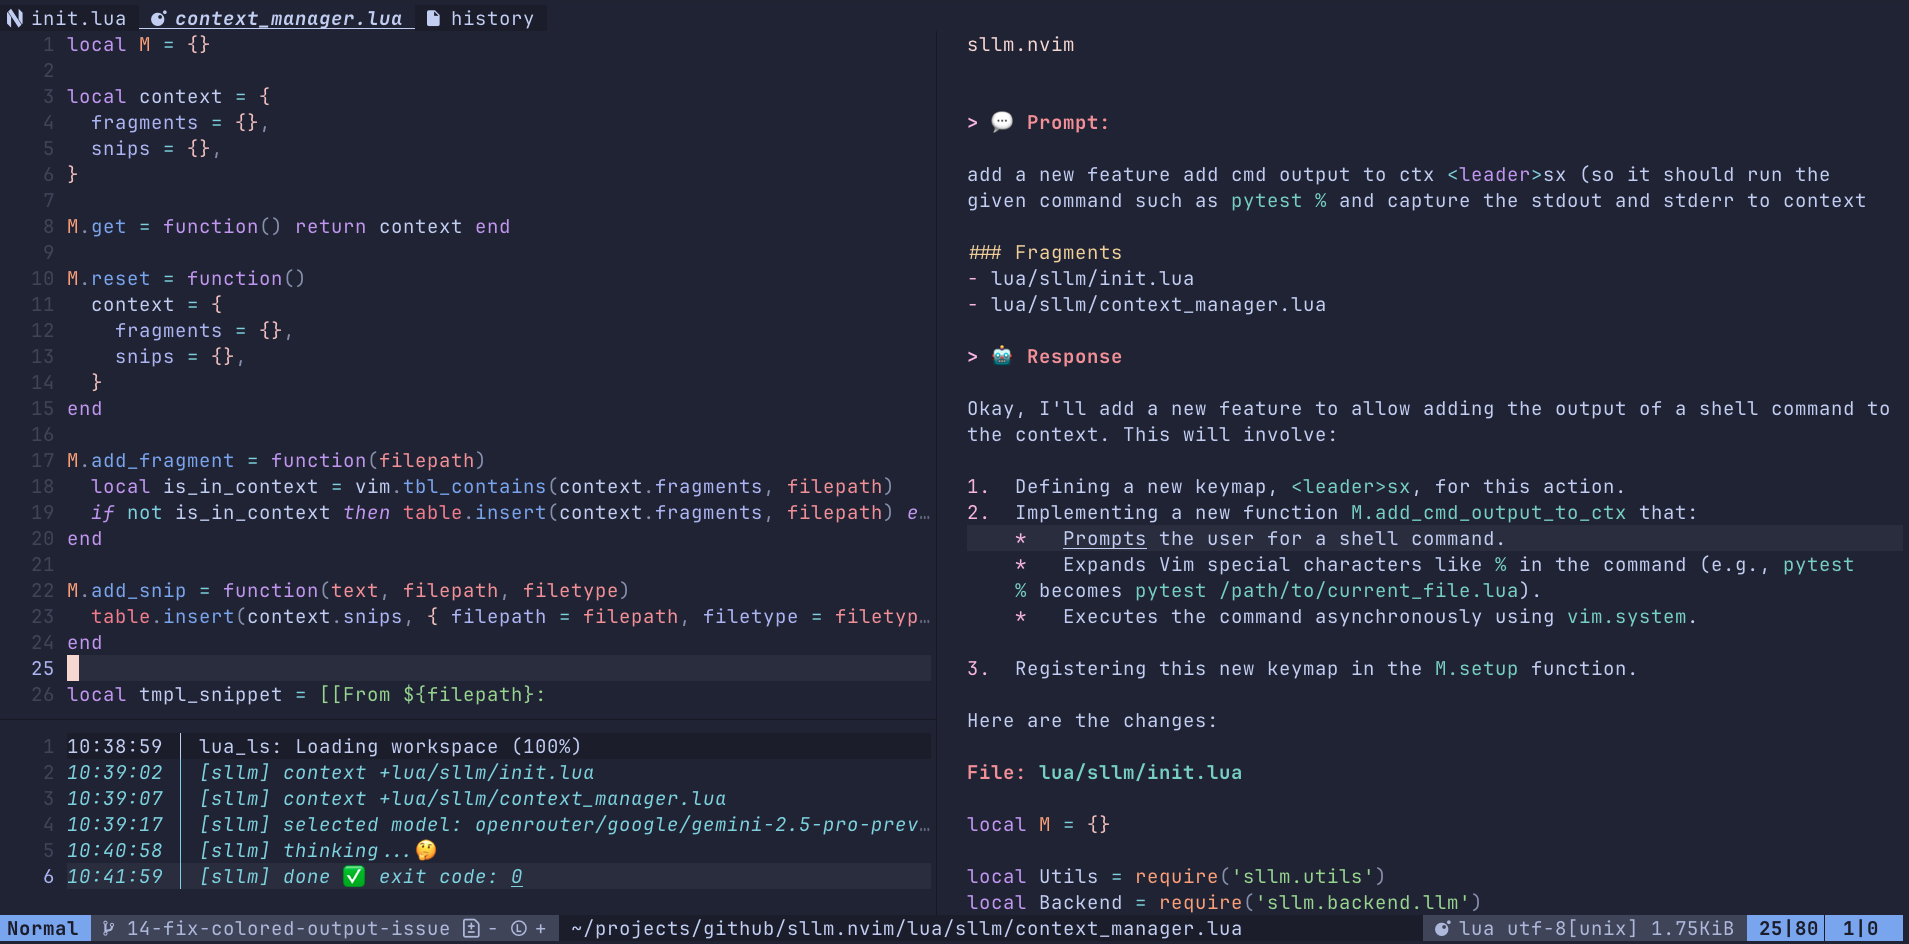 init.lua context_manager.lua history
1 local M = {}
2
3 local context = {
4   fragments = {},
5   snips = {},
6 }
7
8 M.get = function() return context end
9
10 M.reset = function()
11   context = {
12     fragments = {},
13     snips = {},
14   }
15 end
16
17 M.add_fragment = function(filepath)
18   local is_in_context = vim.tbl_contains(context.fragments, filepath)
19   if not is_in_context then table.insert(context.fragments, filepath) e…
20 end
21
22 M.add_snip = function(text, filepath, filetype)
23   table.insert(context.snips, { filepath = filepath, filetype = filetyp…
24 end
25
26 local tmpl_snippet = [[From ${filepath}:
1 10:38:59 │ lua_ls: Loading workspace (100%)
2 10:39:02 │ [sllm] context +lua/sllm/init.lua
3 10:39:07 │ [sllm] context +lua/sllm/context_manager.lua
4 10:39:17 │ [sllm] selected model: openrouter/google/gemini-2.5-pro-prev…
5 10:40:58 │ [sllm] thinking...🤔
6 10:41:59 │ [sllm] done ✅ exit code: 0
sllm.nvim
> 💬 Prompt:
add a new feature add cmd output to ctx <leader>sx (so it should run the
given command such as pytest % and capture the stdout and stderr to context
### Fragments
- lua/sllm/init.lua
- lua/sllm/context_manager.lua
> 🤖 Response
Okay, I'll add a new feature to allow adding the output of a shell command to
the context. This will involve:
1.  Defining a new keymap, <leader>sx, for this action.
2.  Implementing a new function M.add_cmd_output_to_ctx that:
    *   Prompts the user for a shell command.
    *   Expands Vim special characters like % in the command (e.g., pytest
    % becomes pytest /path/to/current_file.lua).
    *   Executes the command asynchronously using vim.system.
3.  Registering this new keymap in the M.setup function.
Here are the changes:
File: lua/sllm/init.lua
local M = {}
local Utils = require('sllm.utils')
local Backend = require('sllm.backend.llm')
Normal 14-fix-colored-output-issue - Ⓛ + ~/projects/github/sllm.nvim/lua/sllm/context_manager.lua lua utf-8[unix] 1.75KiB 25|80 1|0